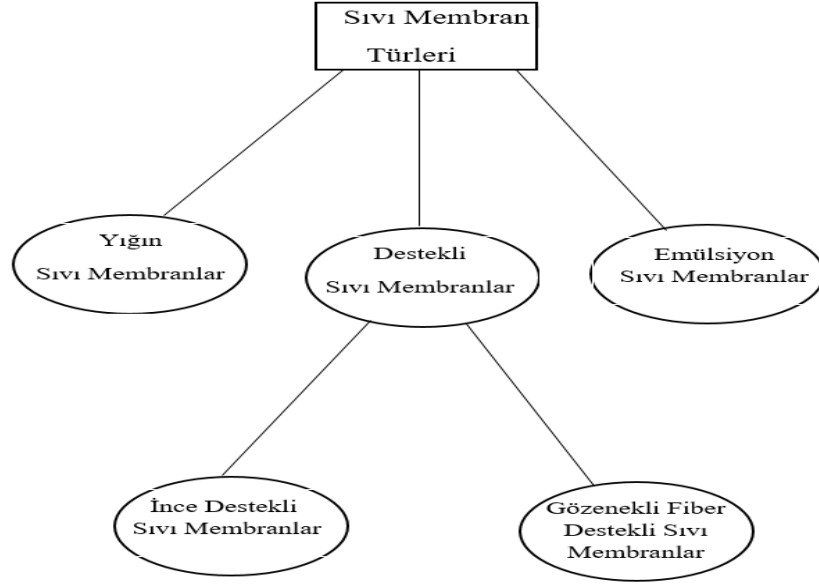 Sıvı Membran
Türleri
Yığın
Sıvı Membranlar
Destekli
Sıvı Membranlar
Emülsiyon
Sıvı Membranlar
İnce Destekli
Sıvı Membranlar
Gözenekli Fiber
Destekli Sıvı
Membranlar